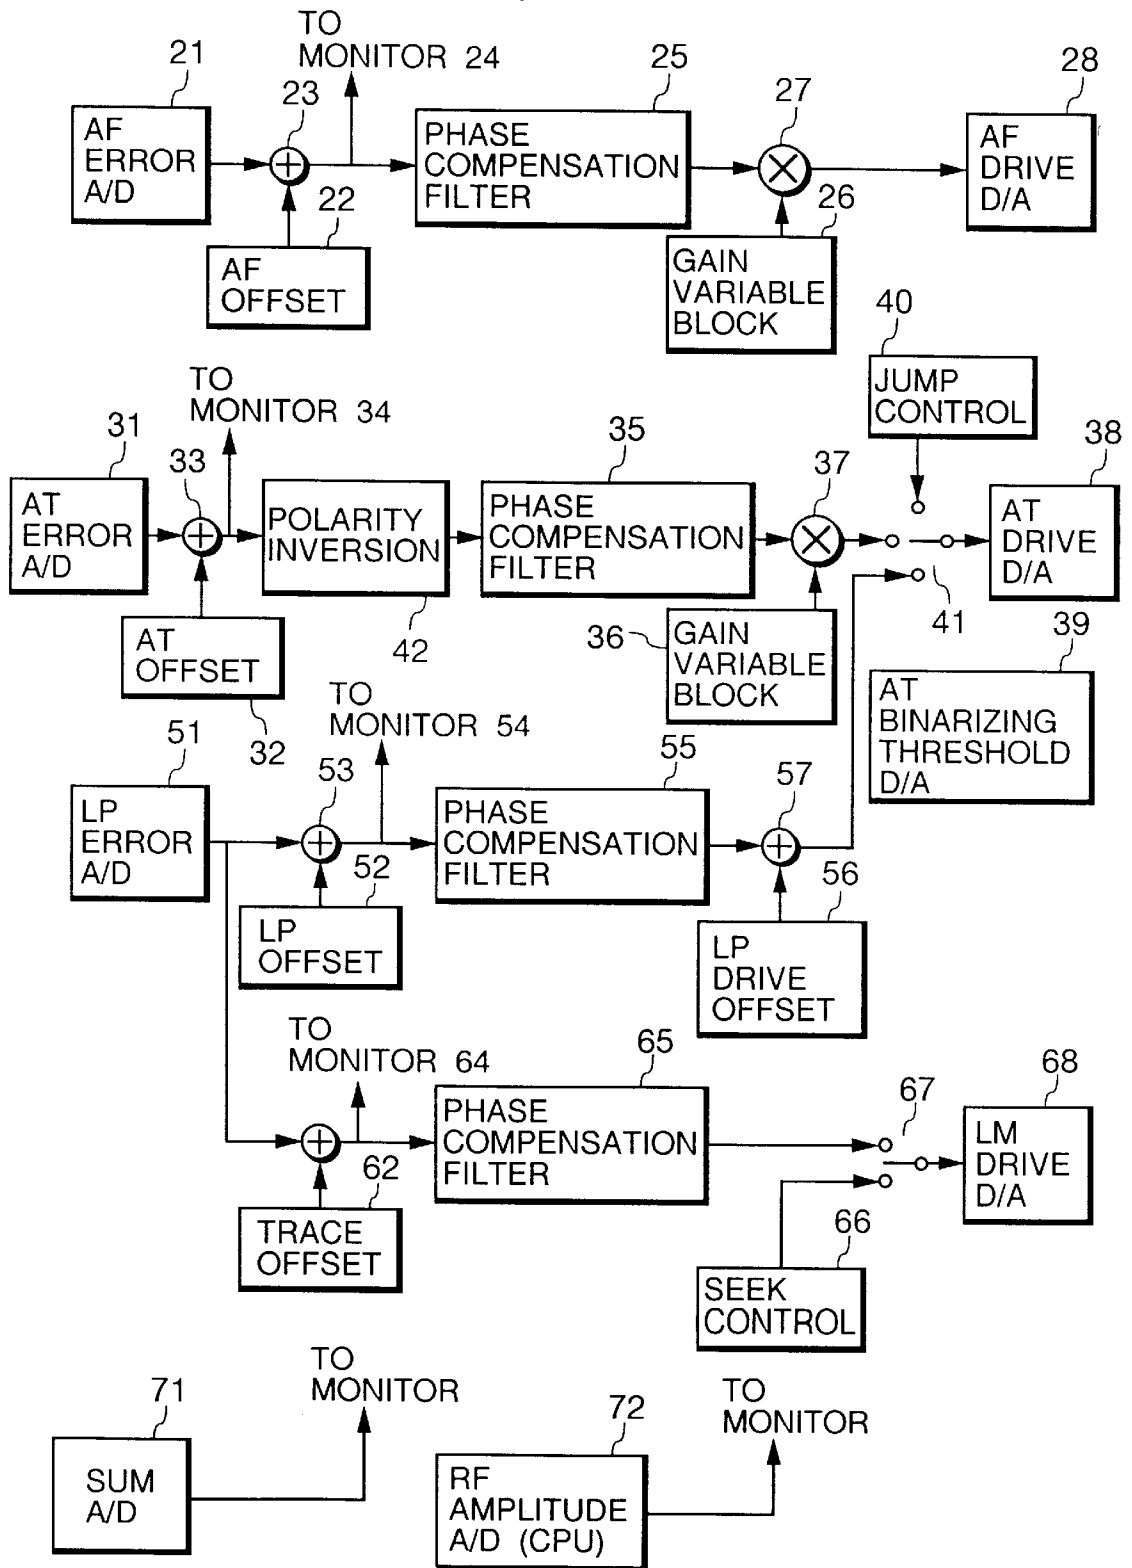 TO
MONITOR 24
21
23
25
27
28
AF
ERROR
A/D
+
PHASE
COMPENSATION
FILTER
×
AF
DRIVE
D/A
22
26
AF
OFFSET
GAIN
VARIABLE
BLOCK
40
JUMP
CONTROL
TO
MONITOR 34
31
33
35
37
38
AT
ERROR
A/D
+
POLARITY
INVERSION
PHASE
COMPENSATION
FILTER
×
AT
DRIVE
D/A
41
42
36
GAIN
VARIABLE
BLOCK
39
AT
OFFSET
32
AT
BINARIZING
THRESHOLD
D/A
TO
MONITOR 54
51
53
55
57
LP
ERROR
A/D
+
PHASE
COMPENSATION
FILTER
+
52
56
LP
OFFSET
LP
DRIVE
OFFSET
TO
MONITOR 64
65
67
68
+
PHASE
COMPENSATION
FILTER
LM
DRIVE
D/A
62
TRACE
OFFSET
66
SEEK
CONTROL
TO
MONITOR
71
SUM
A/D
TO
MONITOR
72
RF
AMPLITUDE
A/D (CPU)